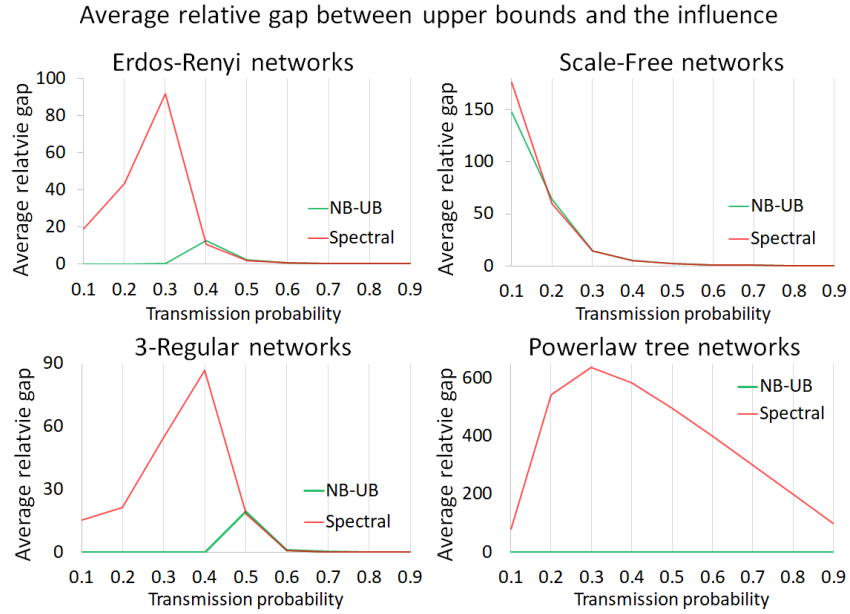 Average relative gap between upper bounds and the influence
Erdos-Renyi networks
Average relatvie gap
100
80
60
40
20
0
NB-UB
Spectral
0.1 0.2 0.3 0.4 0.5 0.6 0.7 0.8 0.9
Transmission probability
Scale-Free networks
Average relative gap
150
100
50
0
NB-UB
Spectral
0.1 0.2 0.3 0.4 0.5 0.6 0.7 0.8 0.9
Transmission probability
3-Regular networks
Average relatvie gap
90
60
30
0
NB-UB
Spectral
0.1 0.2 0.3 0.4 0.5 0.6 0.7 0.8 0.9
Transmission probability
Powerlaw tree networks
Average relatvie gap
600
400
200
0
NB-UB
Spectral
0.1 0.2 0.3 0.4 0.5 0.6 0.7 0.8 0.9
Transmission probability